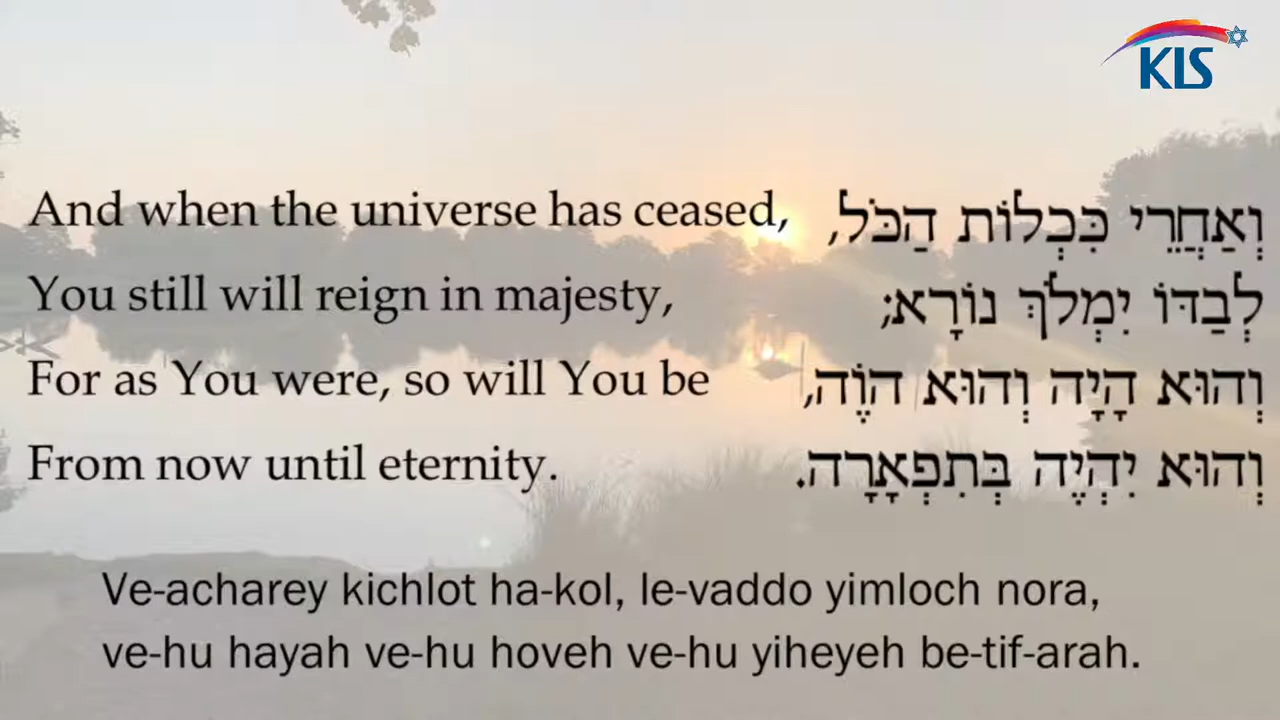 KLS
And when the universe has ceased,
You still will reign in majesty,
For as You were, so will You be
From now until eternity.
וְאַחֲרֵי כִּכְלוֹת הַכֹּל,
לְבַדּוֹ יִמְלֹךְ נוֹרָא;
וְהוּא הָיָה וְהוּא הוֶֹה,
וְהוּא יִהְיֶה בְּתִפְאָרָה.
Ve-acharey kichlot ha-kol, le-vaddo yimloch nora,
ve-hu hayah ve-hu hoveh ve-hu yiheyeh be-tif-arah.